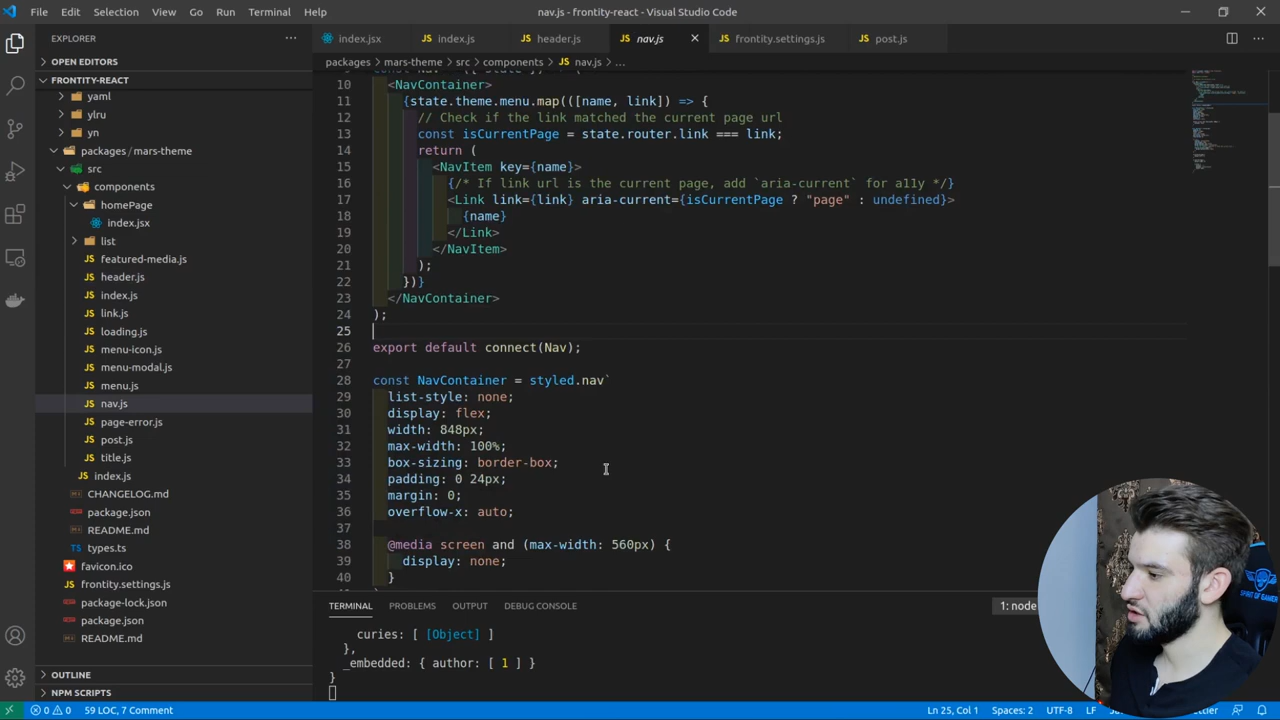 File Edit Selection View Go Run Terminal Help nav.js - frontity-react - Visual Studio Code
EXPLORER
index.jsx index.js header.js nav.js frontity.settings.js post.js
OPEN EDITORS
packages > mars-theme > src > components > nav.js > ...
FRONTITY-REACT
yaml
ylru
yn
packages / mars-theme
src
components
homePage
index.jsx
list
featured-media.js
header.js
index.js
link.js
loading.js
menu-icon.js
menu-modal.js
menu.js
nav.js
page-error.js
post.js
title.js
index.js
CHANGELOG.md
package.json
README.md
types.ts
favicon.ico
frontity.settings.js
package-lock.json
package.json
README.md
OUTLINE
NPM SCRIPTS
10 <NavContainer>
11 {state.theme.menu.map(([name, link]) => {
12 // Check if the link matched the current page url
13 const isCurrentPage = state.router.link === link;
14 return (
15 <NavItem key={name}>
16 {/* If link url is the current page, add `aria-current` for a11y */}
17 <Link link={link} aria-current={isCurrentPage ? "page" : undefined}>
18 {name}
19 </Link>
20 </NavItem>
21 );
22 })}
23 </NavContainer>
24 );
25
26 export default connect(Nav);
27
28 const NavContainer = styled.nav`
29 list-style: none;
30 display: flex;
31 width: 848px;
32 max-width: 100%;
33 box-sizing: border-box;
34 padding: 0 24px;
35 margin: 0;
36 overflow-x: auto;
37
38 @media screen and (max-width: 560px) {
39 display: none;
40 }
TERMINAL PROBLEMS OUTPUT DEBUG CONSOLE 1: node
curies: [ [Object] ]
},
_embedded: { author: [ 1 ] }
}
SPIRIT OF GAMER
0 0 59 LOC, 7 Comment Ln 25, Col 1 Spaces: 2 UTF-8 LF